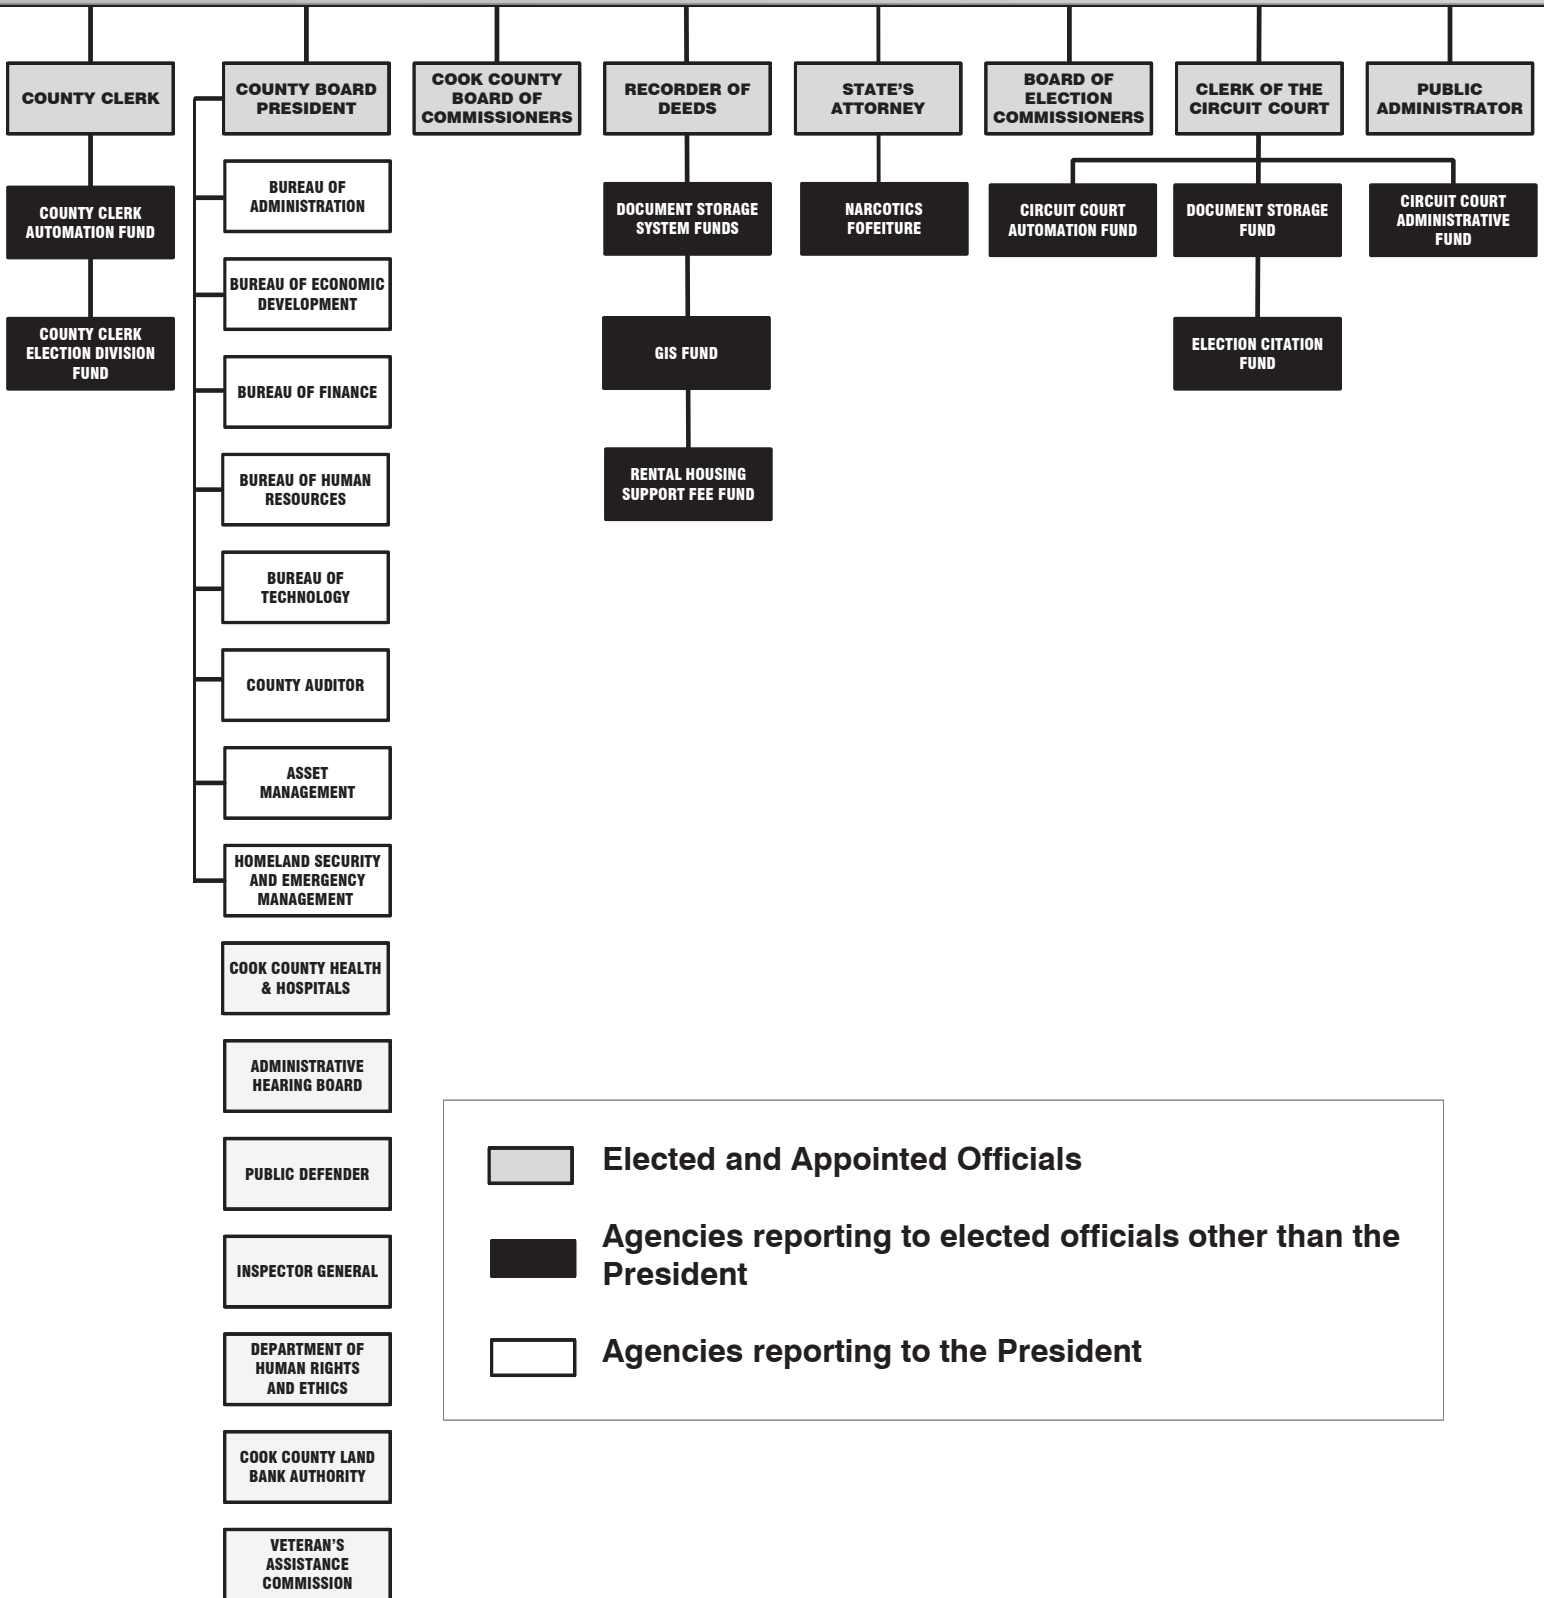 COUNTY CLERK
COUNTY CLERK
AUTOMATION FUND
COUNTY CLERK
ELECTION DIVISION
FUND
COUNTY BOARD
PRESIDENT
BUREAU OF
ADMINISTRATION
BUREAU OF ECONOMIC
DEVELOPMENT
BUREAU OF FINANCE
BUREAU OF HUMAN
RESOURCES
BUREAU OF
TECHNOLOGY
COUNTY AUDITOR
ASSET
MANAGEMENT
HOMELAND SECURITY
AND EMERGENCY
MANAGEMENT
COOK COUNTY HEALTH
& HOSPITALS
ADMINISTRATIVE
HEARING BOARD
PUBLIC DEFENDER
INSPECTOR GENERAL
DEPARTMENT OF
HUMAN RIGHTS
AND ETHICS
COOK COUNTY LAND
BANK AUTHORITY
VETERAN'S
ASSISTANCE
COMMISSION
COOK COUNTY
BOARD OF
COMMISSIONERS
RECORDER OF
DEEDS
DOCUMENT STORAGE
SYSTEM FUNDS
GIS FUND
RENTAL HOUSING
SUPPORT FEE FUND
STATE'S
ATTORNEY
NARCOTICS
FOFEITURE
BOARD OF
ELECTION
COMMISSIONERS
CLERK OF THE
CIRCUIT COURT
CIRCUIT COURT
AUTOMATION FUND
DOCUMENT STORAGE
FUND
ELECTION CITATION
FUND
CIRCUIT COURT
ADMINISTRATIVE
FUND
PUBLIC
ADMINISTRATOR
Elected and Appointed Officials
Agencies reporting to elected officials other than the
President
Agencies reporting to the President